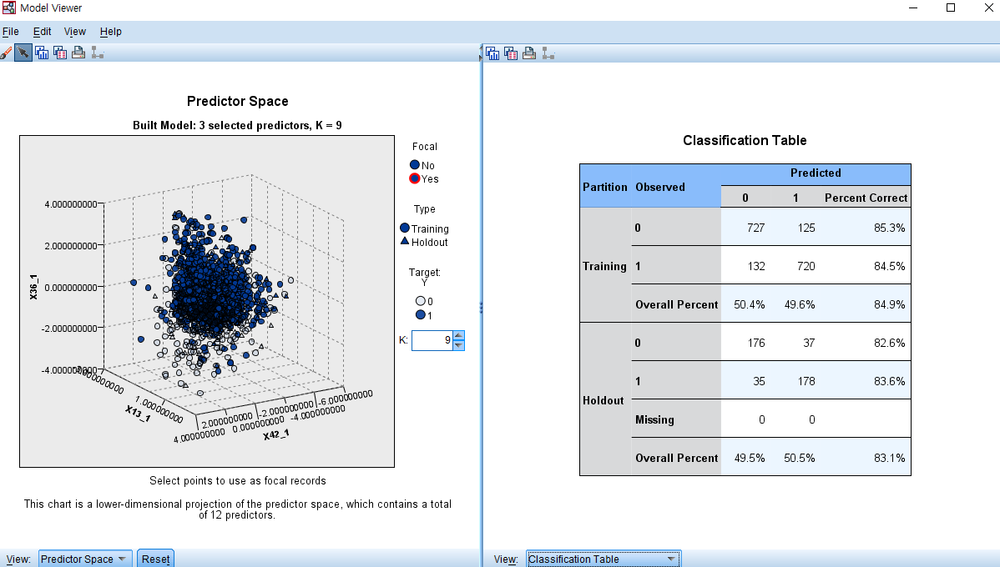 Model Viewer
File Edit View Help
Predictor Space
Built Model: 3 selected predictors, K = 9
Focal
No
Yes
Type
Training
Holdout
Target:
Y
0
1
K: 9
4.000000000
2.000000000
0.000000000
-2.000000000
-4.000000000
X36_1
1.000000000
4.000000000
X13_1
2.000000000
0.000000000
-2.000000000
-4.000000000
-6.000000000
X42_1
Select points to use as focal records
This chart is a lower-dimensional projection of the predictor space, which contains a total
of 12 predictors.
View: Predictor Space Reset
Classification Table
Partition Observed Predicted
0 1 Percent Correct
Training 0 727 125 85.3%
1 132 720 84.5%
Overall Percent 50.4% 49.6% 84.9%
Holdout 0 176 37 82.6%
1 35 178 83.6%
Missing 0 0
Overall Percent 49.5% 50.5% 83.1%
View: Classification Table